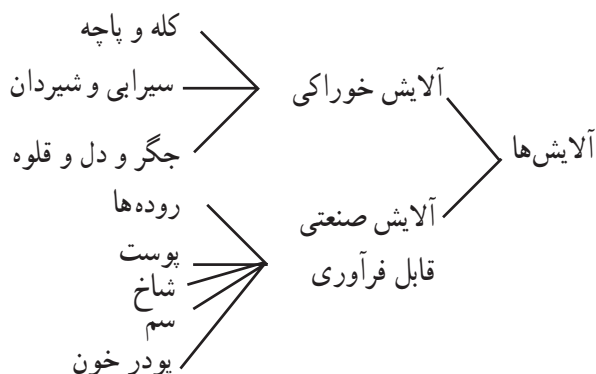 آلایش‌ها
آلایش خوراکی
کله و پاچه
سیرابی و شیردان
جگر و دل و قلوه
آلایش صنعتی
قابل فرآوری
روده‌ها
پوست
شاخ
سم
پودر خون